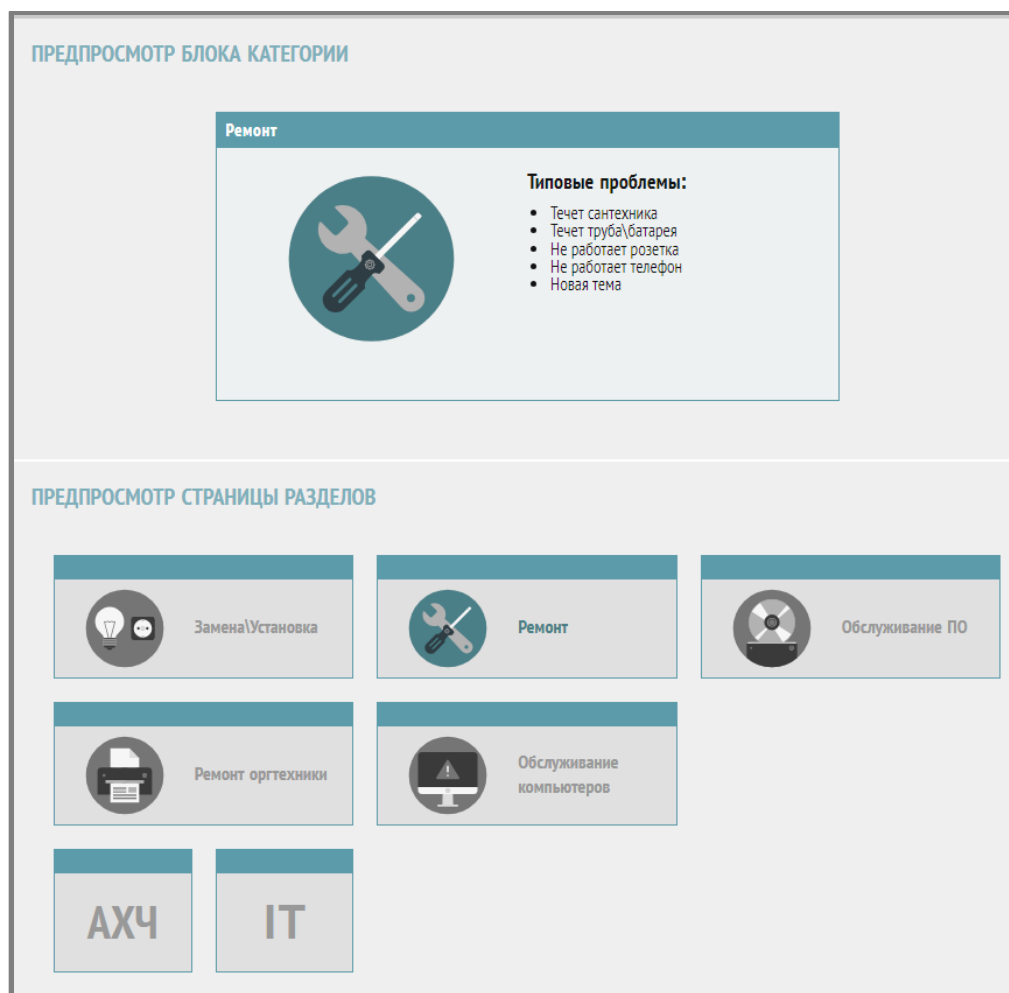 ПРЕДПРОСМОТР БЛОКА КАТЕГОРИИ
Ремонт
Типовые проблемы:
Течет сантехника
Течет труба\батарея
Не работает розетка
Не работает телефон
Новая тема
ПРЕДПРОСМОТР СТРАНИЦЫ РАЗДЕЛОВ
Замена\Установка
Ремонт
Обслуживание ПО
Ремонт оргтехники
Обслуживание
компьютеров
АХЧ
IT